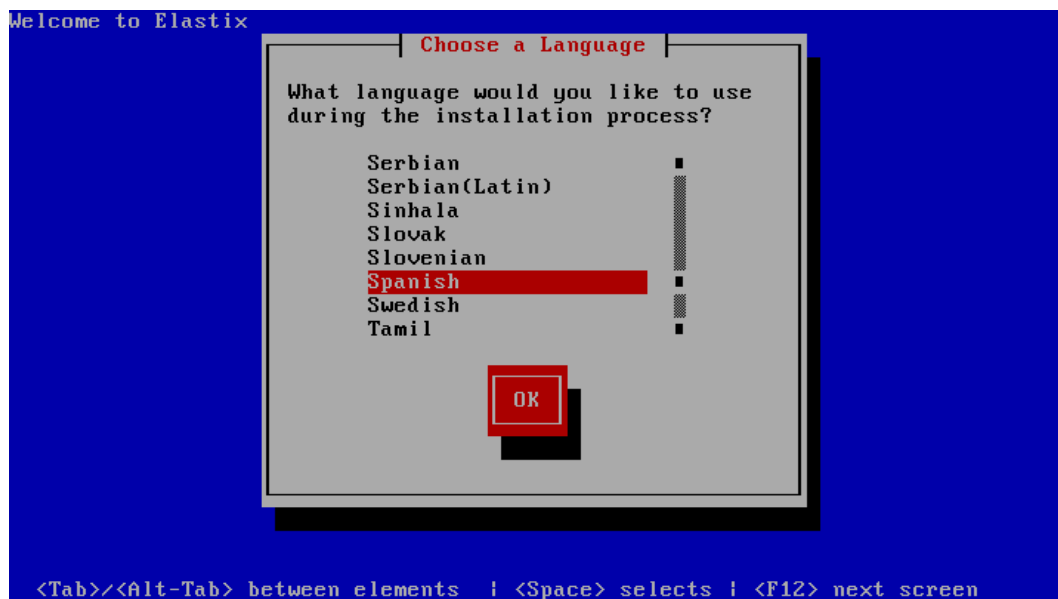 Welcome to Elastix
Choose a Language
What language would you like to use
during the installation process?
Serbian
Serbian(Latin)
Sinhala
Slovak
Slovenian
Spanish
Swedish
Tamil
OK
<Tab>/<Alt-Tab> between elements | <Space> selects | <F12> next screen